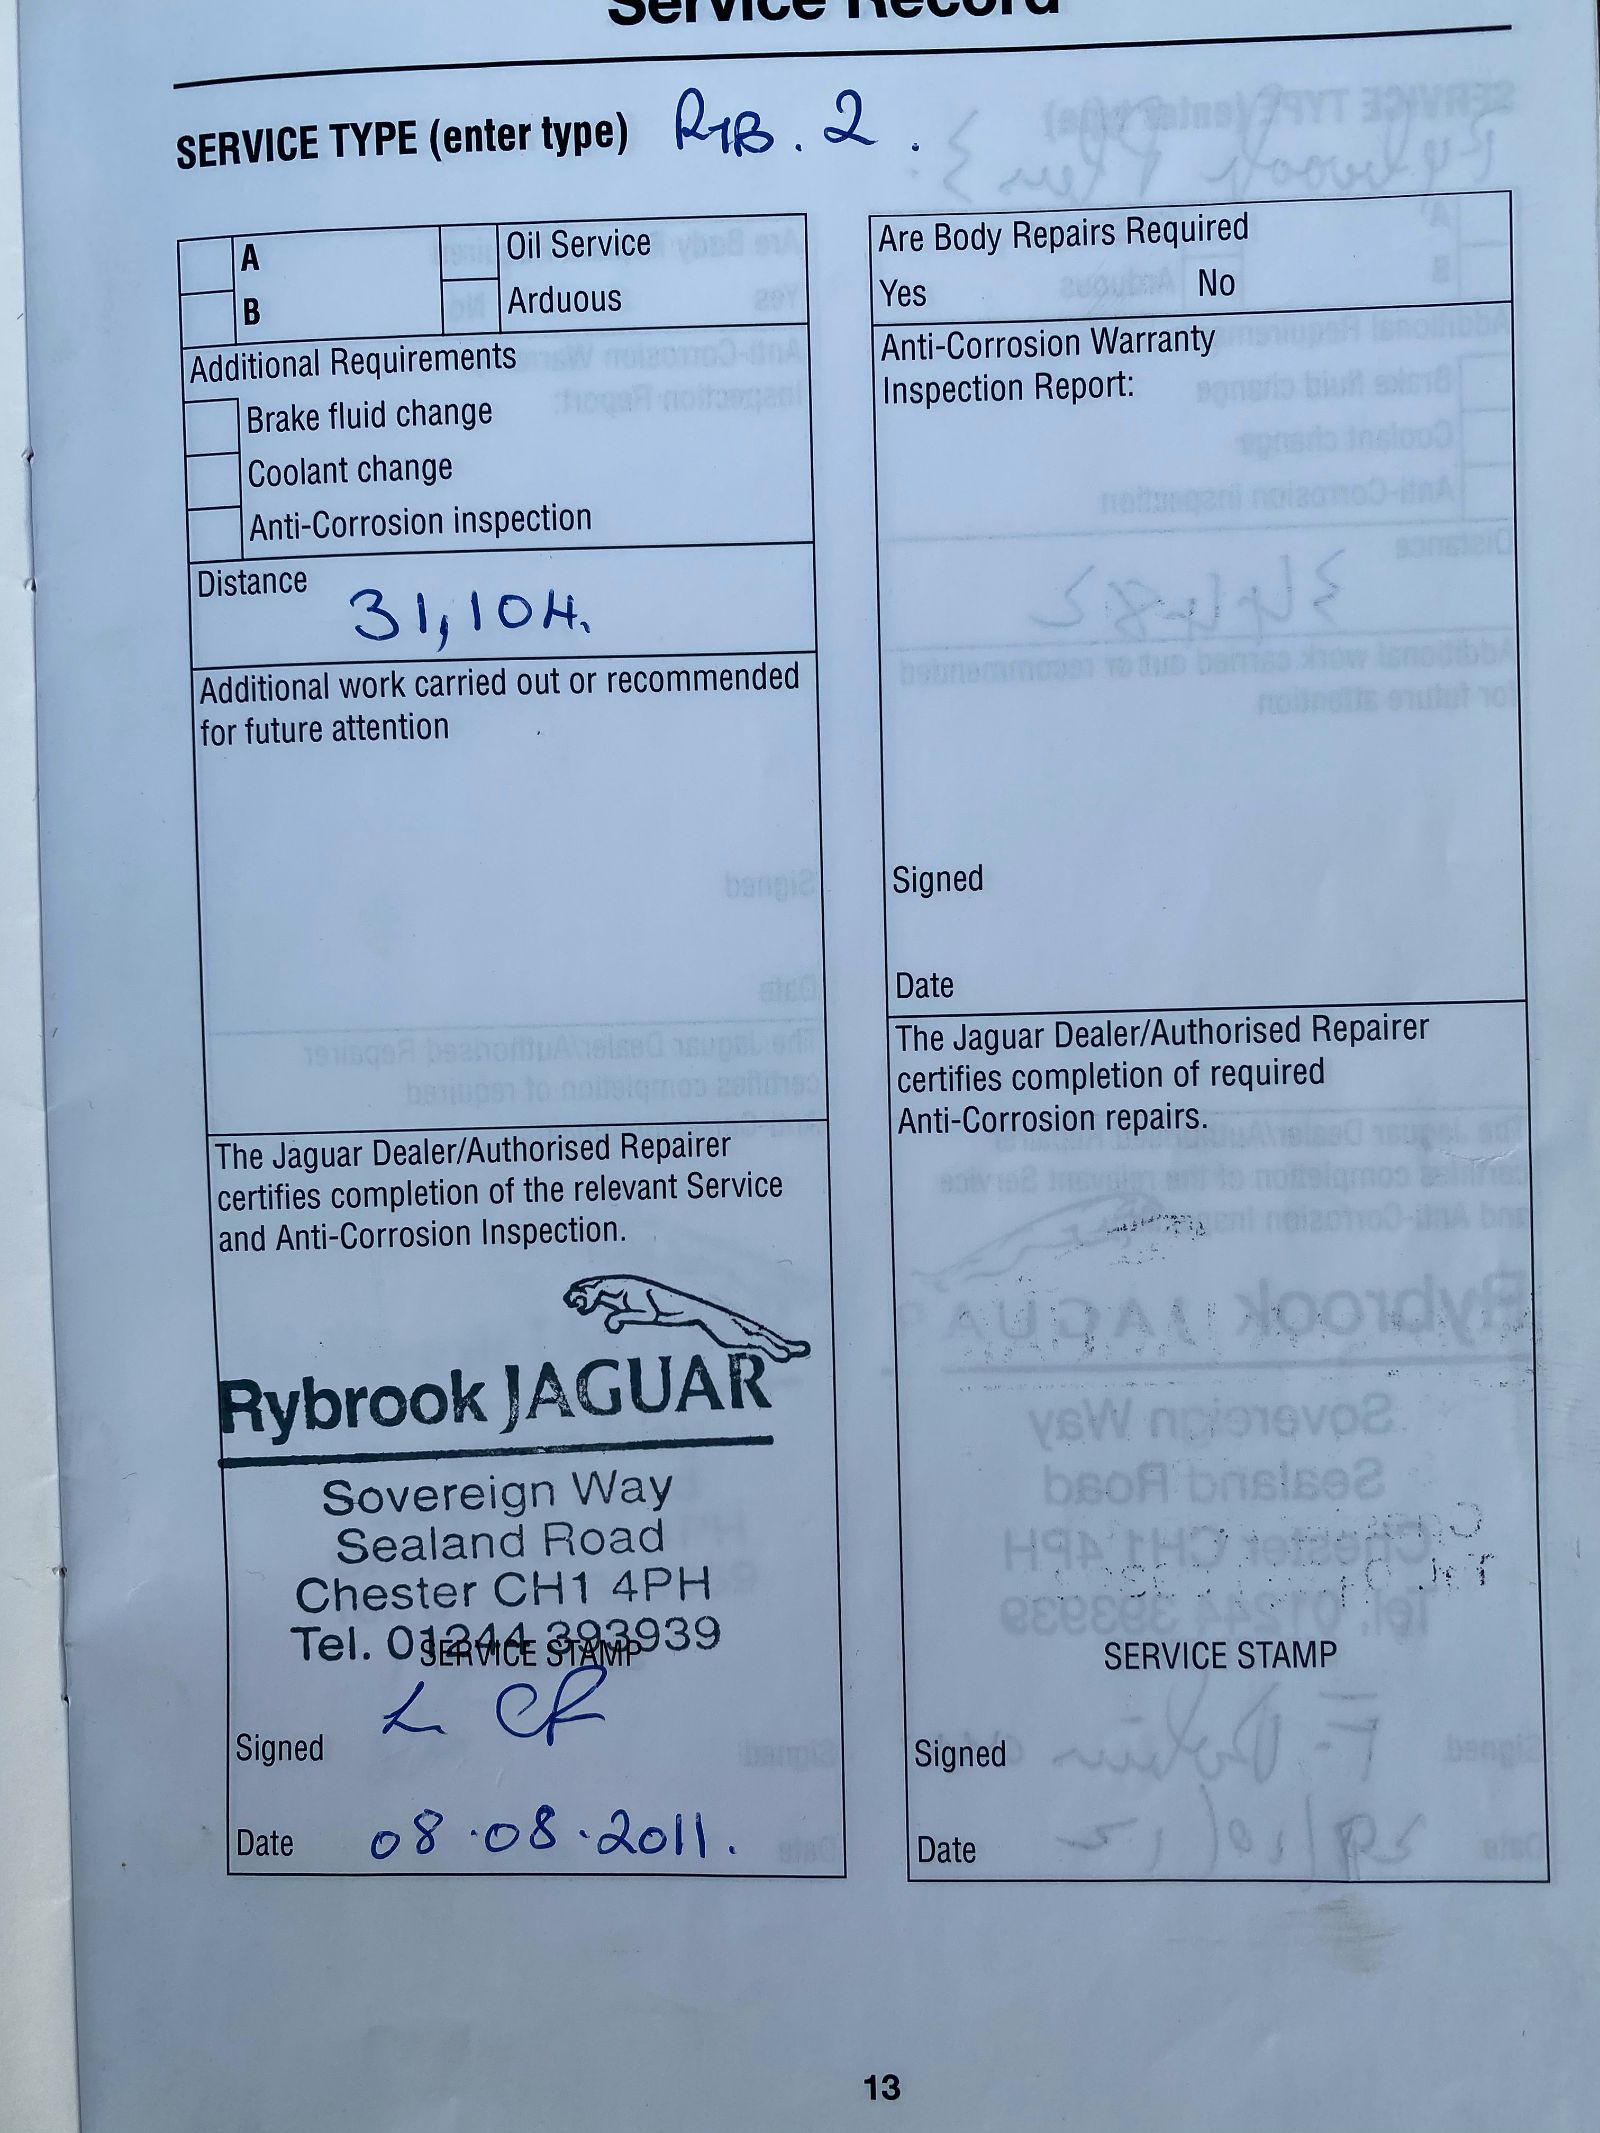 Service Record
SERVICE TYPE (enter type) RYB. 2.
A
Oil Service
B
Arduous
Additional Requirements
Brake fluid change
Coolant change
Anti-Corrosion inspection
Distance
31,104.
Additional work carried out or recommended
for future attention
The Jaguar Dealer/Authorised Repairer
certifies completion of the relevant Service
and Anti-Corrosion Inspection.
Rybrook JAGUAR
Sovereign Way
Sealand Road
Chester CH1 4PH
Tel. 01244 393939
SERVICE STAMP
Signed
Date 08.08.2011.
Are Body Repairs Required
Yes No
Anti-Corrosion Warranty
Inspection Report:
Signed
Date
The Jaguar Dealer/Authorised Repairer
certifies completion of required
Anti-Corrosion repairs.
SERVICE STAMP
Signed
Date
13